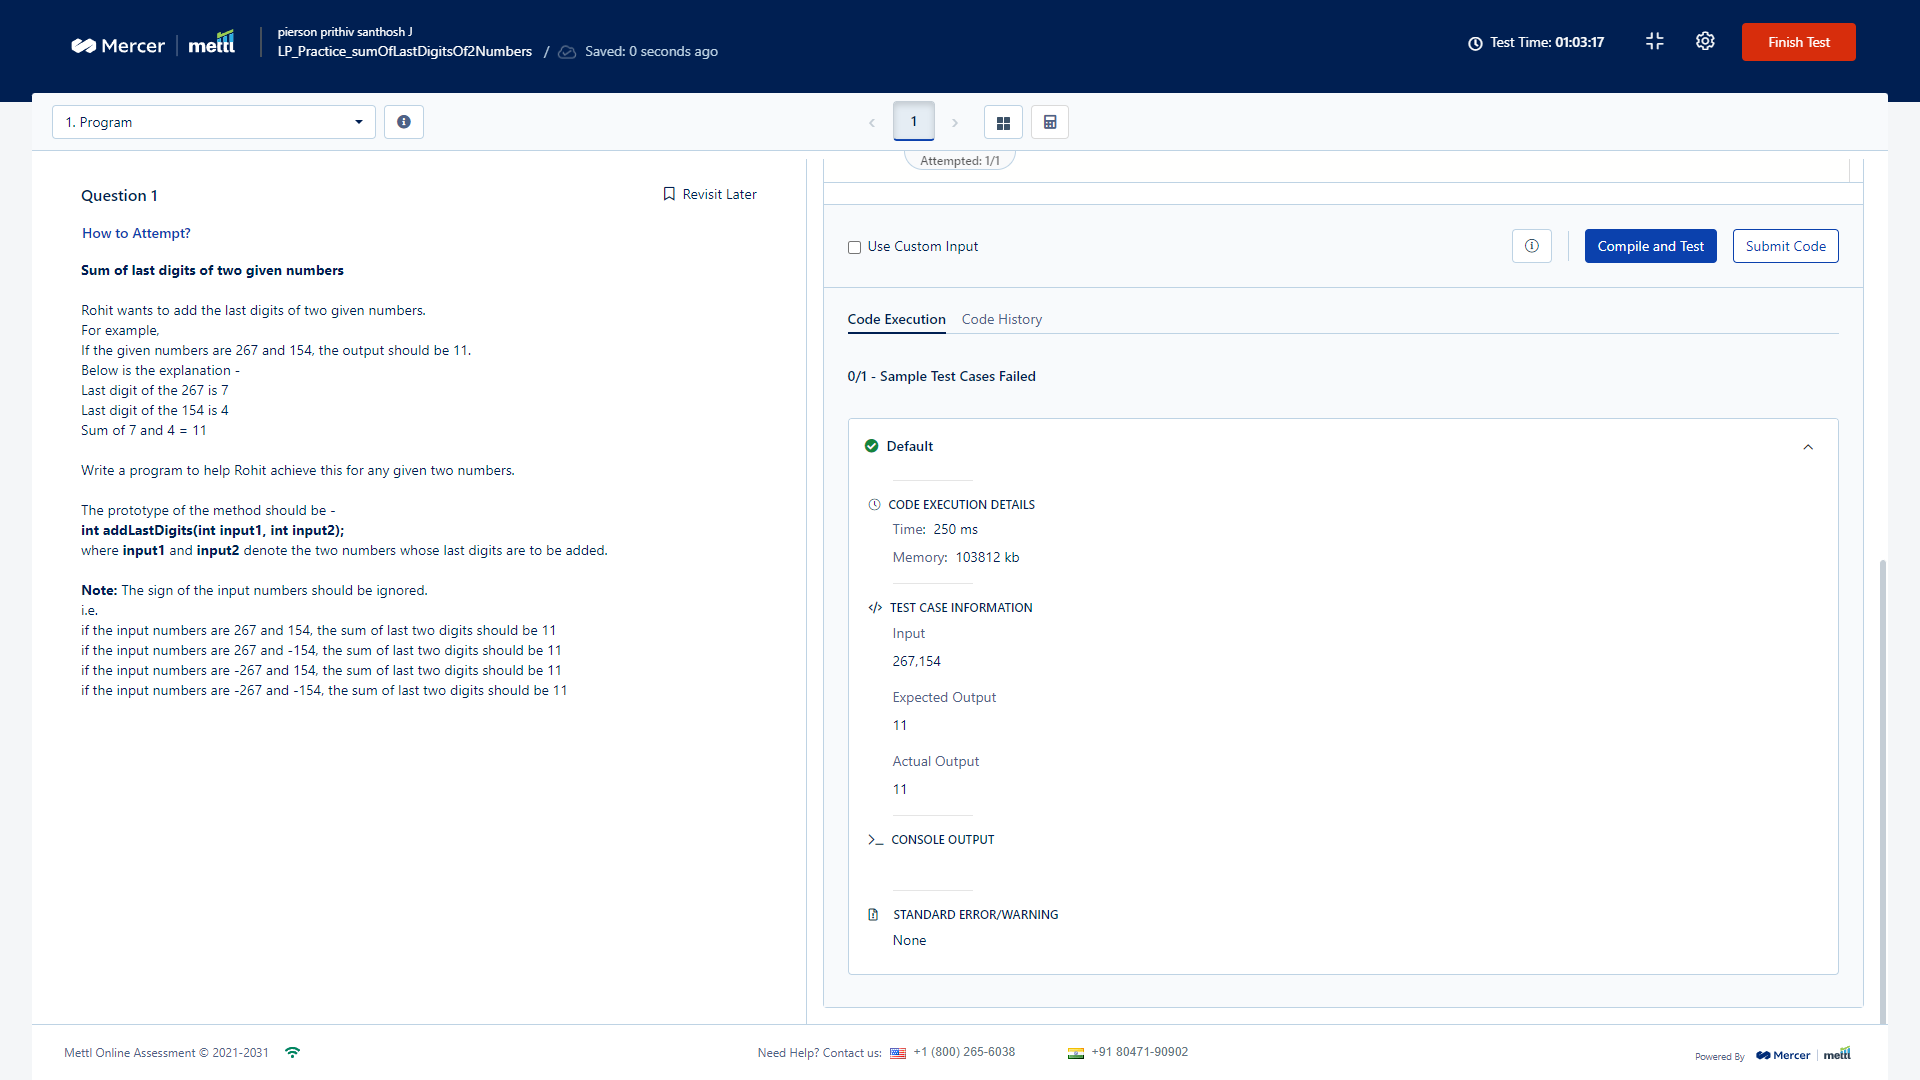 Mercer | mettl
pierson prithiv santhosh J
LP_Practice_sumOfLastDigitsOf2Numbers / Saved: 0 seconds ago
Test Time: 01:03:17
Finish Test
1. Program
1
Attempted: 1/1
Question 1
Revisit Later
How to Attempt?
Sum of last digits of two given numbers
Rohit wants to add the last digits of two given numbers.
For example,
If the given numbers are 267 and 154, the output should be 11.
Below is the explanation -
Last digit of the 267 is 7
Last digit of the 154 is 4
Sum of 7 and 4 = 11
Write a program to help Rohit achieve this for any given two numbers.
The prototype of the method should be -
int addLastDigits(int input1, int input2);
where input1 and input2 denote the two numbers whose last digits are to be added.
Note: The sign of the input numbers should be ignored.
i.e.
if the input numbers are 267 and 154, the sum of last two digits should be 11
if the input numbers are 267 and -154, the sum of last two digits should be 11
if the input numbers are -267 and 154, the sum of last two digits should be 11
if the input numbers are -267 and -154, the sum of last two digits should be 11
Use Custom Input
Compile and Test
Submit Code
Code Execution
Code History
0/1 - Sample Test Cases Failed
Default
CODE EXECUTION DETAILS
Time: 250 ms
Memory: 103812 kb
</> TEST CASE INFORMATION
Input
267,154
Expected Output
11
Actual Output
11
CONSOLE OUTPUT
STANDARD ERROR/WARNING
None
Mettl Online Assessment © 2021-2031
Need Help? Contact us: +1 (800) 265-6038
+91 80471-90902
Powered By Mercer | mettl